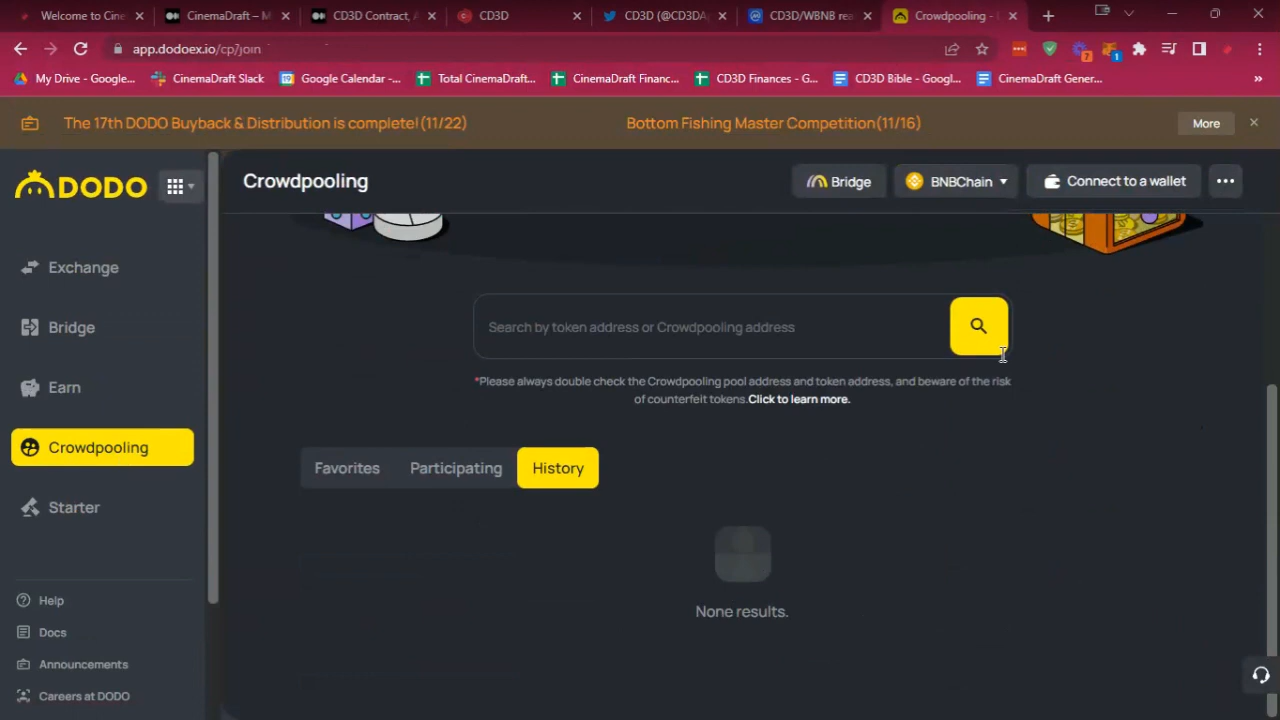 Welcome to Cine
CinemaDraft – M
CD3D Contract, A
CD3D
CD3D (@CD3DA
CD3D/WBNB rea
Crowdpooling -
app.dodoex.io/cp/join
7
1
My Drive - Google...
CinemaDraft Slack
Google Calendar -...
Total CinemaDraft...
CinemaDraft Financ...
CD3D Finances - G...
CD3D Bible - Googl...
CinemaDraft Gener...
»
The 17th DODO Buyback & Distribution is complete!(11/22)
Bottom Fishing Master Competition(11/16)
More
DODO
Crowdpooling
Bridge
BNBChain
Connect to a wallet
Exchange
Bridge
Earn
Crowdpooling
Starter
Search by token address or Crowdpooling address
*Please always double check the Crowdpooling pool address and token address, and beware of the risk
of counterfeit tokens.Click to learn more.
Favorites
Participating
History
None results.
Help
Docs
Announcements
Careers at DODO